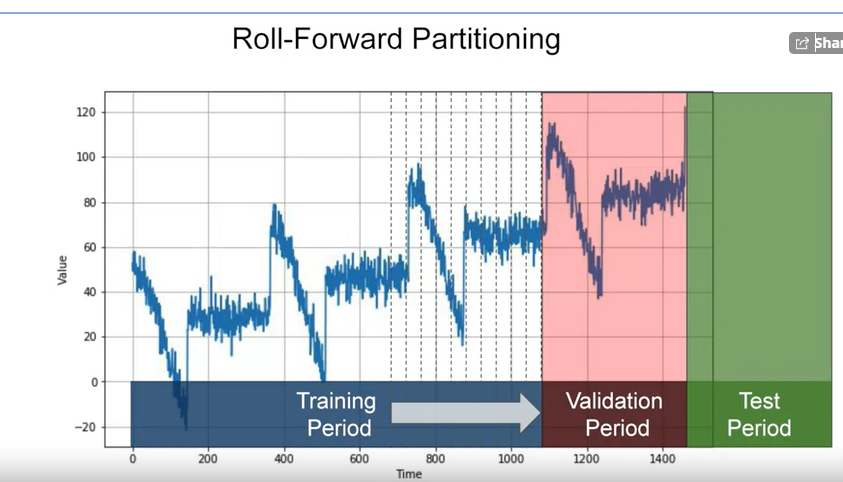 Roll-Forward Partitioning
Shar
120
100
80
60
40
20
0
−20
Value
Training
Period
Validation
Period
Test
Period
0 200 400 600 800 1000 1200 1400
Time